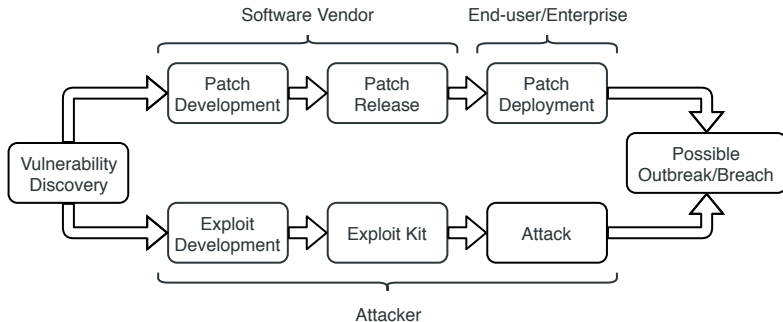 Software Vendor
End-user/Enterprise
Patch
Development
Patch
Release
Patch
Deployment
Vulnerability
Discovery
Possible
Outbreak/Breach
Exploit
Development
Exploit Kit
Attack
Attacker